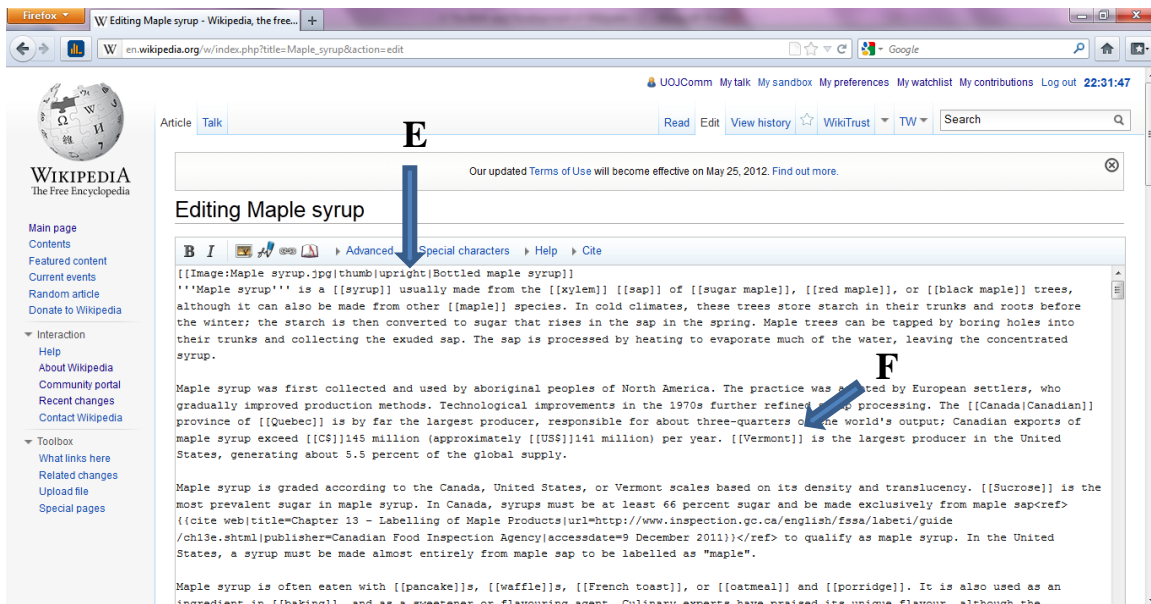 Firefox
W Editing Maple syrup - Wikipedia, the free...
W en.wikipedia.org/w/index.php?title=Maple_syrup&action=edit
Google
UOJComm My talk My sandbox My preferences My watchlist My contributions Log out 22:31:47
Article Talk
Read Edit View history WikiTrust TW Search
E
WIKIPEDIA
The Free Encyclopedia
Our updated Terms of Use will become effective on May 25, 2012. Find out more.
Editing Maple syrup
B I Advanced Special characters Help Cite
Main page
Contents
Featured content
Current events
Random article
Donate to Wikipedia
Interaction
Help
About Wikipedia
Community portal
Recent changes
Contact Wikipedia
Toolbox
What links here
Related changes
Upload file
Special pages
[[Image:Maple syrup.jpg|thumb|upright|Bottled maple syrup]]
'''Maple syrup''' is a [[syrup]] usually made from the [[xylem]] [[sap]] of [[sugar maple]], [[red maple]], or [[black maple]] trees,
although it can also be made from other [[maple]] species. In cold climates, these trees store starch in their trunks and roots before
the winter; the starch is then converted to sugar that rises in the sap in the spring. Maple trees can be tapped by boring holes into
their trunks and collecting the exuded sap. The sap is processed by heating to evaporate much of the water, leaving the concentrated
syrup.
F
Maple syrup was first collected and used by aboriginal peoples of North America. The practice was by European settlers, who
gradually improved production methods. Technological improvements in the 1970s further refined processing. The [[Canada|Canadian]]
province of [[Quebec]] is by far the largest producer, responsible for about three-quarters the world's output; Canadian exports of
maple syrup exceed [[C$]]145 million (approximately [[US$]]141 million) per year. [[Vermont]] is the largest producer in the United
States, generating about 5.5 percent of the global supply.
Maple syrup is graded according to the Canada, United States, or Vermont scales based on its density and translucency. [[Sucrose]] is the
most prevalent sugar in maple syrup. In Canada, syrups must be at least 66 percent sugar and be made exclusively from maple sap<ref>
{{cite web|title=Chapter 13 – Labelling of Maple Products|url=http://www.inspection.gc.ca/english/fssa/labeti/guide
/ch13e.shtml|publisher=Canadian Food Inspection Agency|accessdate=9 December 2011}}</ref> to qualify as maple syrup. In the United
States, a syrup must be made almost entirely from maple sap to be labelled as "maple".
Maple syrup is often eaten with [[pancake]]s, [[waffle]]s, [[French toast]], or [[oatmeal]] and [[porridge]]. It is also used as an
ingredient in [[baking]], and as a sweetener or flavouring agent. Culinary experts have praised its unique flavour, although the